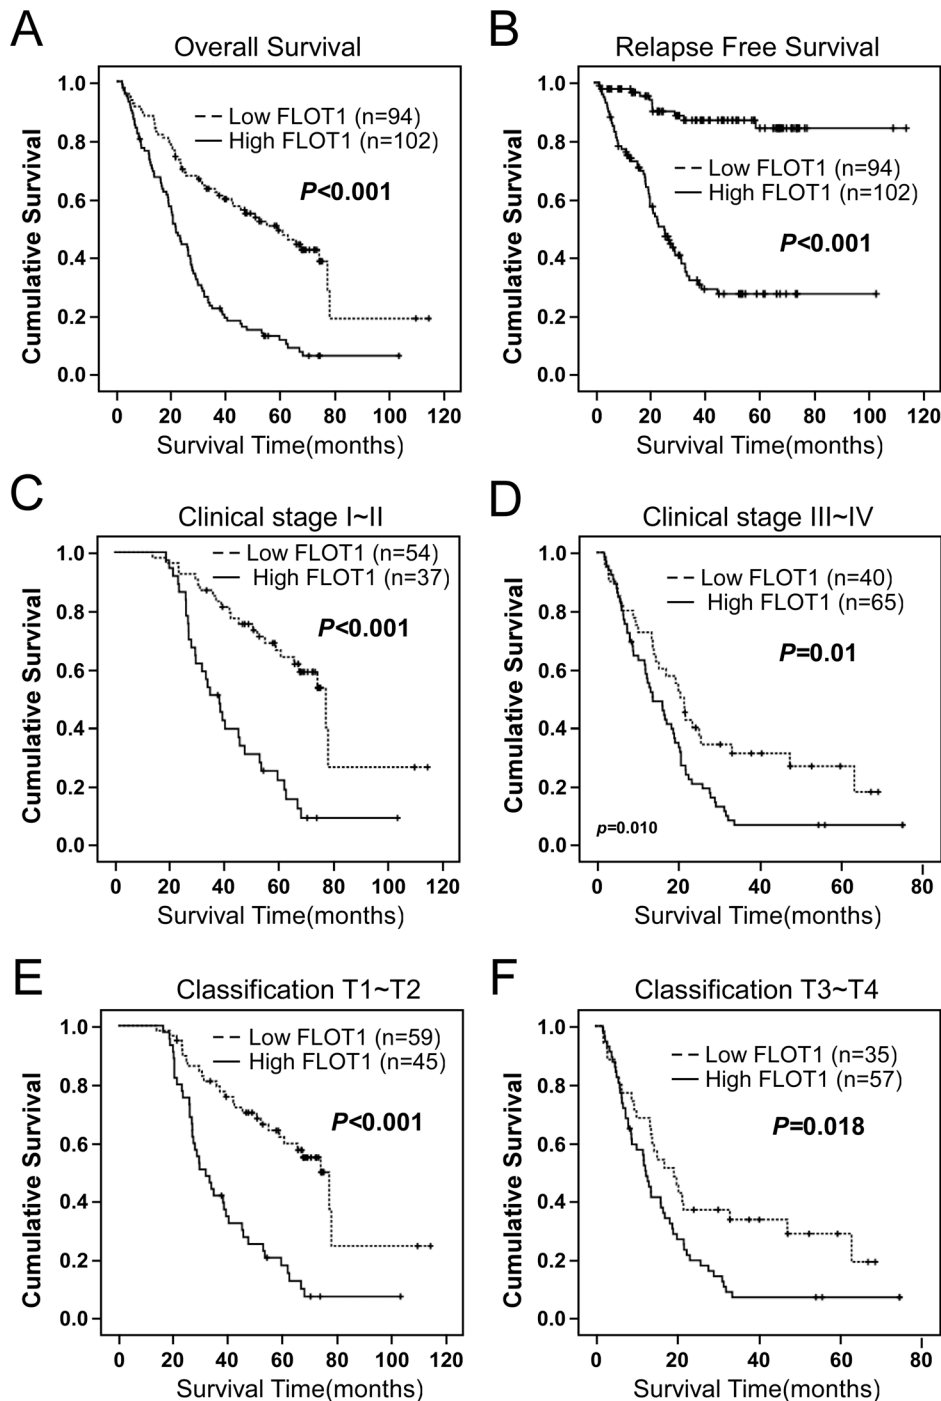 A
Overall Survival
Cumulative Survival
1.0
0.8
0.6
0.4
0.2
0.0
Low FLOT1 (n=94)
High FLOT1 (n=102)
P<0.001
0 20 40 60 80 100 120
Survival Time(months)
B
Relapse Free Survival
Cumulative Survival
1.0
0.8
0.6
0.4
0.2
0.0
Low FLOT1 (n=94)
High FLOT1 (n=102)
P<0.001
0 20 40 60 80 100 120
Survival Time(months)
C
Clinical stage I~II
Cumulative Survival
1.0
0.8
0.6
0.4
0.2
0.0
Low FLOT1 (n=54)
High FLOT1 (n=37)
P<0.001
0 20 40 60 80 100 120
Survival Time(months)
D
Clinical stage III~IV
Cumulative Survival
1.0
0.8
0.6
0.4
0.2
0.0
Low FLOT1 (n=40)
High FLOT1 (n=65)
P=0.01
p=0.010
0 20 40 60 80
Survival Time(months)
E
Classification T1~T2
Cumulative Survival
1.0
0.8
0.6
0.4
0.2
0.0
Low FLOT1 (n=59)
High FLOT1 (n=45)
P<0.001
0 20 40 60 80 100 120
Survival Time(months)
F
Classification T3~T4
Cumulative Survival
1.0
0.8
0.6
0.4
0.2
0.0
Low FLOT1 (n=35)
High FLOT1 (n=57)
P=0.018
0 20 40 60 80
Survival Time(months)